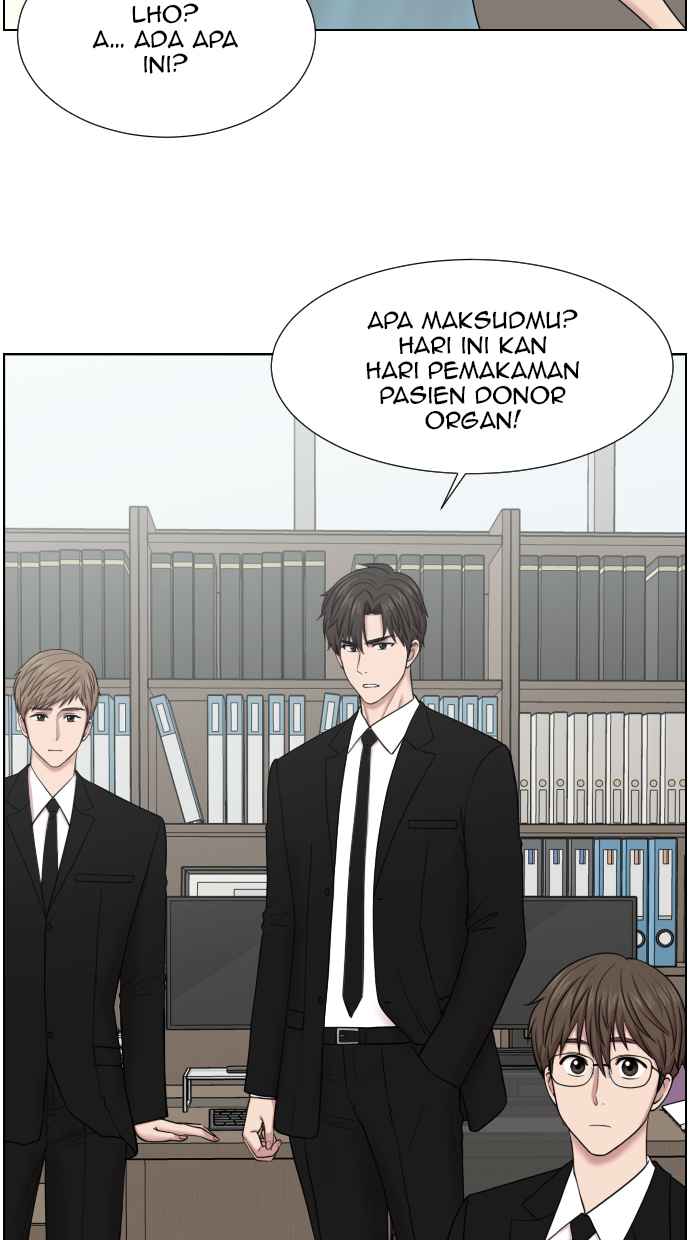 LHO?
A... ADA APA
INI?
APA MAKSUDMU?
HARI INI KAN
HARI PEMAKAMAN
PASIEN DONOR
ORGAN!